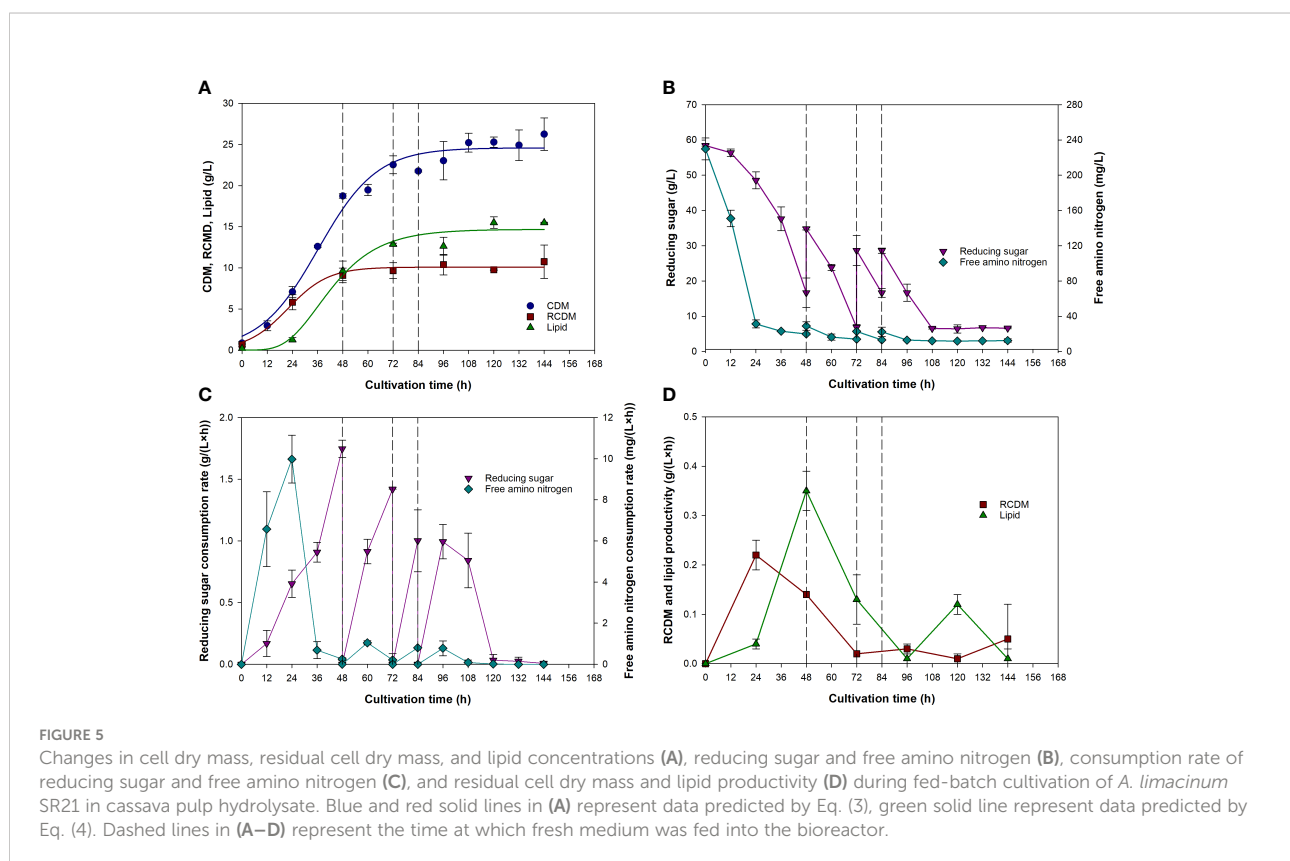 A
30
25
20
15
10
5
0
CDM, RCMD, Lipid (g/L)
CDM
RCDM
Lipid
0 12 24 36 48 60 72 84 96 108 120 132 144 156 168
Cultivation time (h)
B
70
60
50
40
30
20
10
0
Reducing sugar (g/L)
280
240
200
160
120
80
40
0
Free amino nitrogen (mg/L)
Reducing sugar
Free amino nitrogen
0 12 24 36 48 60 72 84 96 108 120 132 144 156 168
Cultivation time (h)
C
2.0
1.5
1.0
0.5
0.0
Reducing sugar consumption rate (g/(L×h))
12
10
8
6
4
2
0
Free amino nitrogen consumption rate (mg/(L×h))
Reducing sugar
Free amino nitrogen
0 12 24 36 48 60 72 84 96 108 120 132 144 156 168
Cultivation time (h)
D
0.5
0.4
0.3
0.2
0.1
0.0
RCDM and lipid productivity (g/(L×h))
RCDM
Lipid
0 12 24 36 48 60 72 84 96 108 120 132 144 156 168
Cultivation time (h)
FIGURE 5
Changes in cell dry mass, residual cell dry mass, and lipid concentrations (A), reducing sugar and free amino nitrogen (B), consumption rate of
reducing sugar and free amino nitrogen (C), and residual cell dry mass and lipid productivity (D) during fed-batch cultivation of A. limacinum
SR21 in cassava pulp hydrolysate. Blue and red solid lines in (A) represent data predicted by Eq. (3), green solid line represent data predicted by
Eq. (4). Dashed lines in (A–D) represent the time at which fresh medium was fed into the bioreactor.